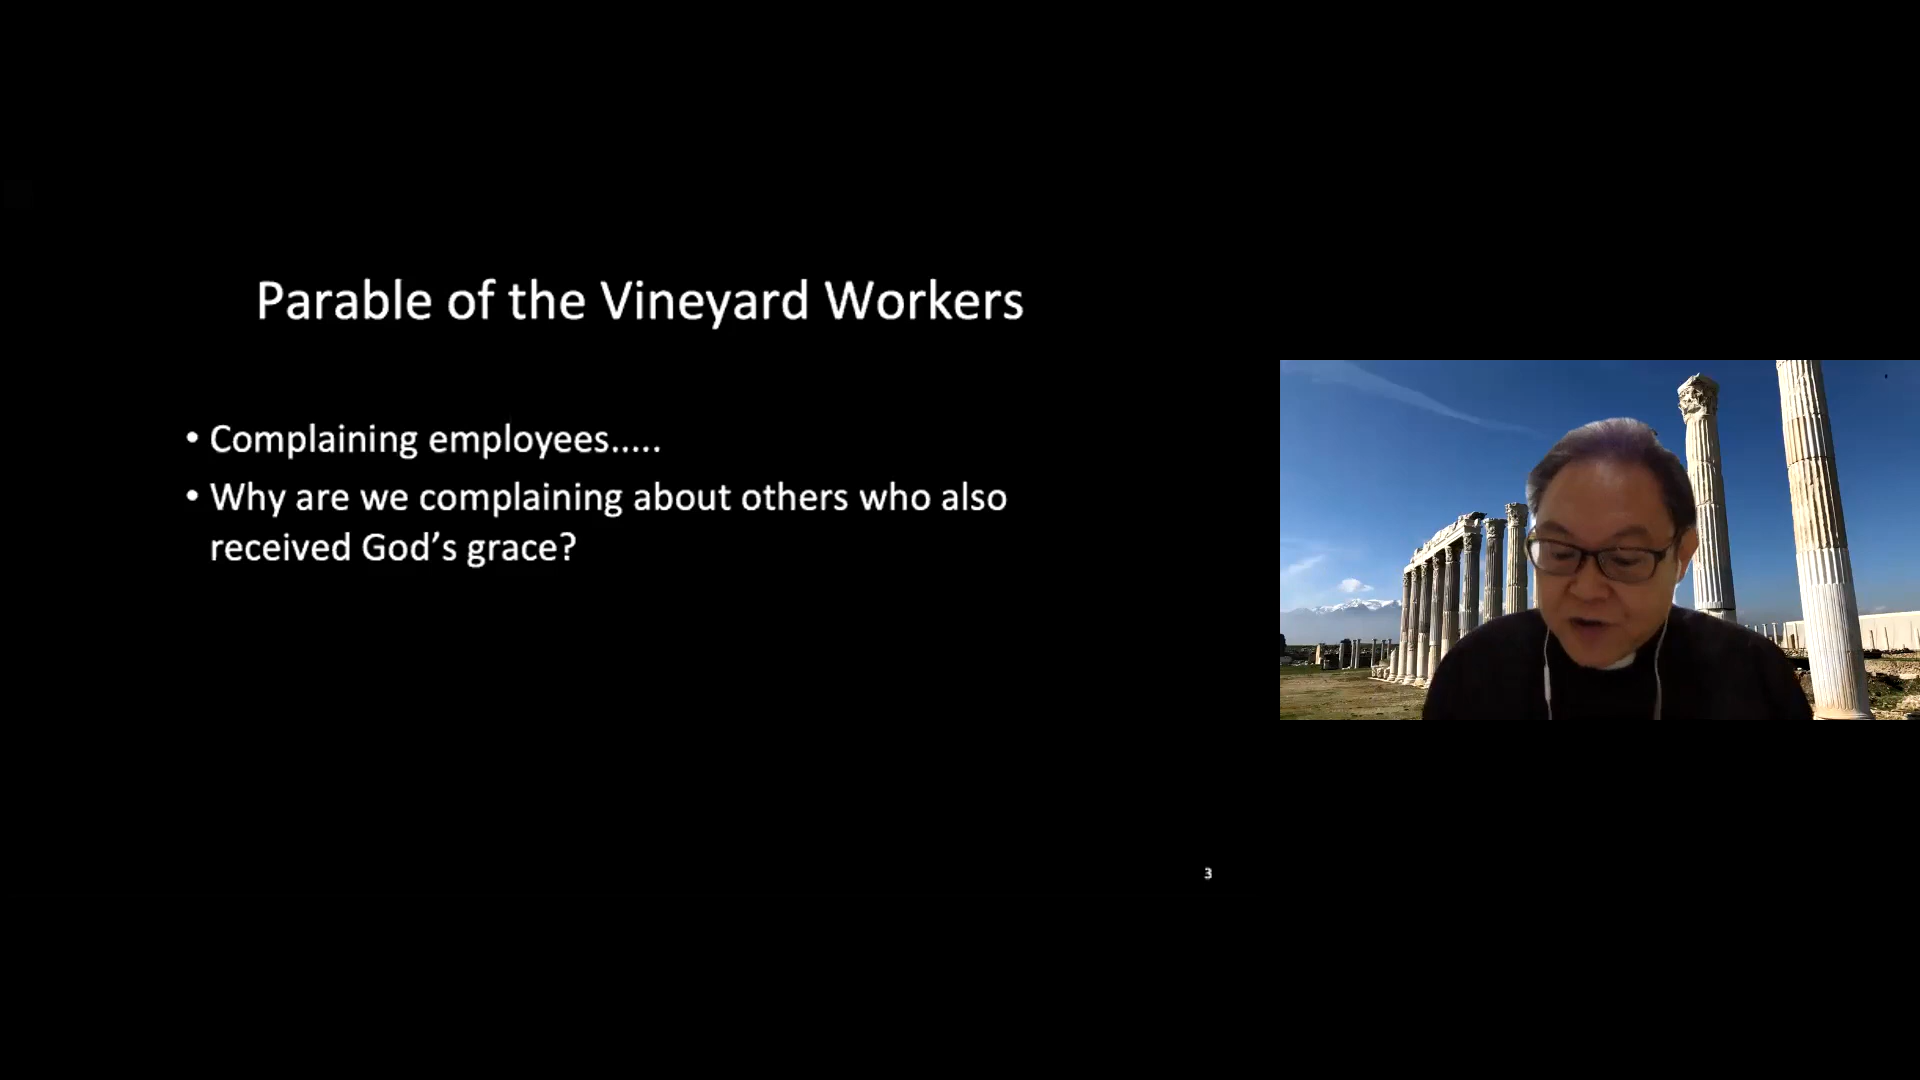 Parable of the Vineyard Workers
• Complaining employees.....
• Why are we complaining about others who also
received God’s grace?
3